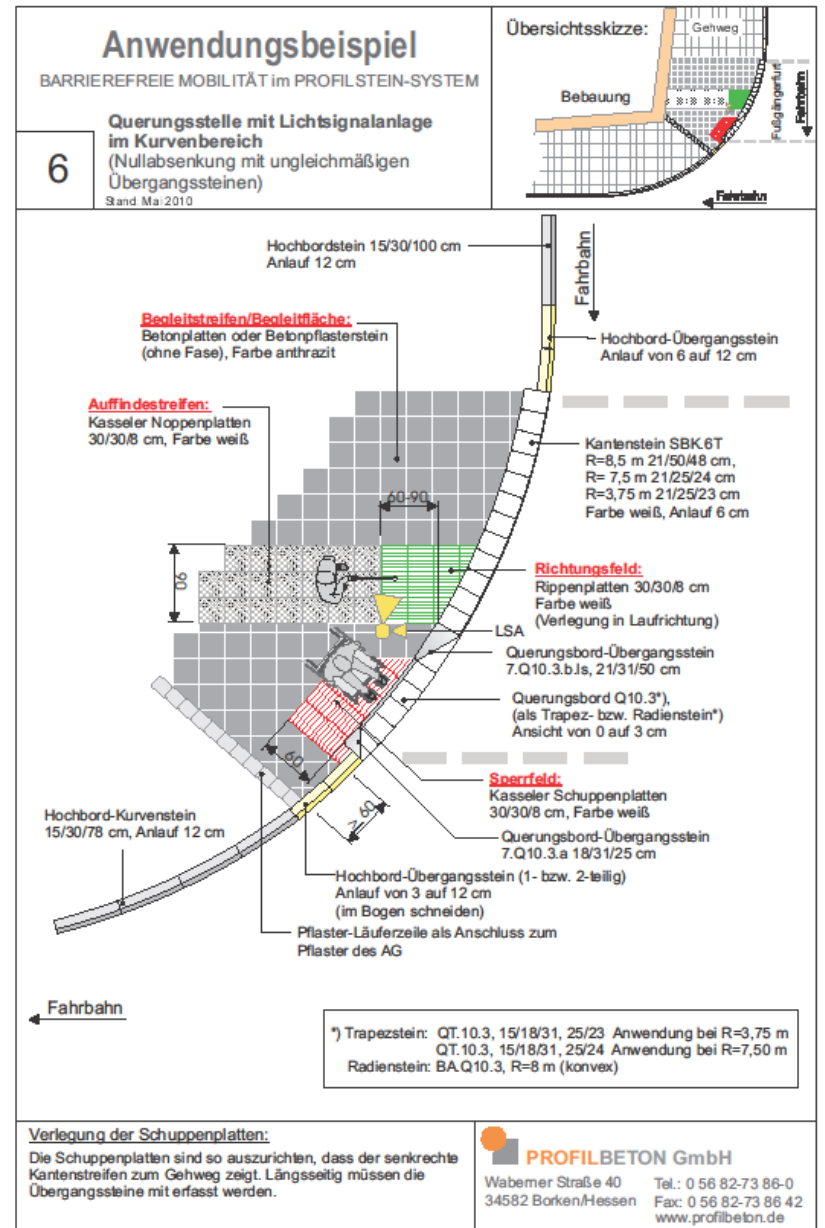 Anwendungsbeispiel
BARRIEREFREIE MOBILITÄT im PROFILSTEIN-SYSTEM
6
Querungsstelle mit Lichtsignalanlage
im Kurvenbereich
(Nullabsenkung mit ungleichmäßigen
Übergangssteinen)
Stand Mai 2010
Übersichtsskizze:
Gehweg
Bebauung
Fußgängerfurt
Fahrbahn
Fahrbahn
Hochbordstein 15/30/100 cm
Anlauf 12 cm
Fahrbahn
Begleitstreifen/Begleitfläche:
Betonplatten oder Betonpflasterstein
(ohne Fase), Farbe anthrazit
Hochbord-Übergangsstein
Anlauf von 6 auf 12 cm
Auffindestreifen:
Kasseler Noppenplatten
30/30/8 cm, Farbe weiß
Kantenstein SBK.6T
R=8,5 m 21/50/48 cm,
R= 7,5 m 21/25/24 cm
R=3,75 m 21/25/23 cm
Farbe weiß, Anlauf 6 cm
60-90
90
Richtungsfeld:
Rippenplatten 30/30/8 cm
Farbe weiß
(Verlegung in Laufrichtung)
LSA
Querungsbord-Übergangsstein
7.Q10.3.b.ls, 21/31/50 cm
Querungsbord Q10.3*),
(als Trapez- bzw. Radienstein*)
Ansicht von 0 auf 3 cm
60
≥ 60
Sperrfeld:
Kasseler Schuppenplatten
30/30/8 cm, Farbe weiß
Querungsbord-Übergangsstein
7.Q10.3.a 18/31/25 cm
Hochbord-Kurvenstein
15/30/78 cm, Anlauf 12 cm
Hochbord-Übergangsstein (1- bzw. 2-teilig)
Anlauf von 3 auf 12 cm
(im Bogen schneiden)
Pflaster-Läuferzeile als Anschluss zum
Pflaster des AG
Fahrbahn
*) Trapezstein: QT.10.3, 15/18/31, 25/23 Anwendung bei R=3,75 m
QT.10.3, 15/18/31, 25/24 Anwendung bei R=7,50 m
Radienstein: BA.Q10.3, R=8 m (konvex)
Verlegung der Schuppenplatten:
Die Schuppenplatten sind so auszurichten, dass der senkrechte
Kantenstreifen zum Gehweg zeigt. Längsseitig müssen die
Übergangssteine mit erfasst werden.
PROFILBETON GmbH
Waberner Straße 40
34582 Borken/Hessen
Tel.: 0 56 82-73 86-0
Fax: 0 56 82-73 86 42
www.profilbeton.de